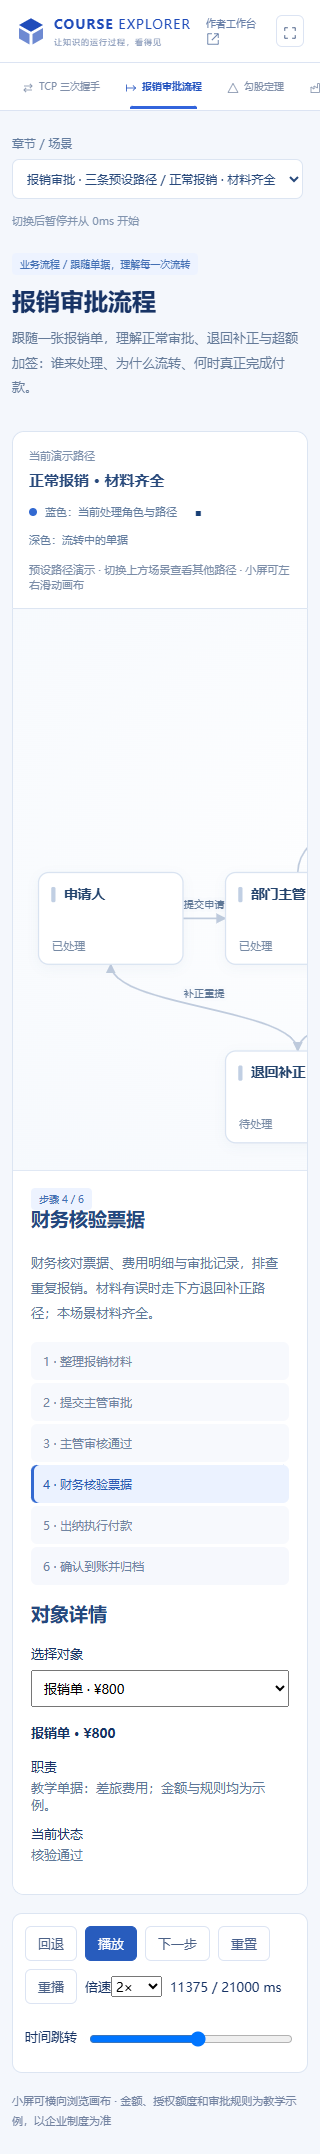 COURSE EXPLORER
让知识的运行过程，看得见
作者工作台
TCP 三次握手
报销审批流程
勾股定理
章节 / 场景
报销审批 · 三条预设路径 / 正常报销 · 材料齐全
切换后暂停并从 0ms 开始
业务流程 / 跟随单据，理解每一次流转
报销审批流程
跟随一张报销单，理解正常审批、退回补正与超额
加签：谁来处理、为什么流转、何时真正完成付
款。
当前演示路径
正常报销 • 材料齐全
蓝色：当前处理角色与路径
深色：流转中的单据
预设路径演示 · 切换上方场景查看其他路径 · 小屏可左
右滑动画布
申请人
已处理
提交申请
部门主管
已处理
补正重提
退回补正
待处理
步骤 4 / 6
财务核验票据
财务核对票据、费用明细与审批记录，排查
重复报销。材料有误时走下方退回补正路
径；本场景材料齐全。
1 · 整理报销材料
2 · 提交主管审批
3 · 主管审核通过
4 · 财务核验票据
5 · 出纳执行付款
6 · 确认到账并归档
对象详情
选择对象
报销单 · ¥800
报销单 • ¥800
职责
教学单据：差旅费用；金额与规则均为示
例。
当前状态
核验通过
回退
播放
下一步
重置
重播
倍速
2×
11375 / 21000 ms
时间跳转
小屏可横向浏览画布 · 金额、授权额度和审批规则为教学示
例，以企业制度为准